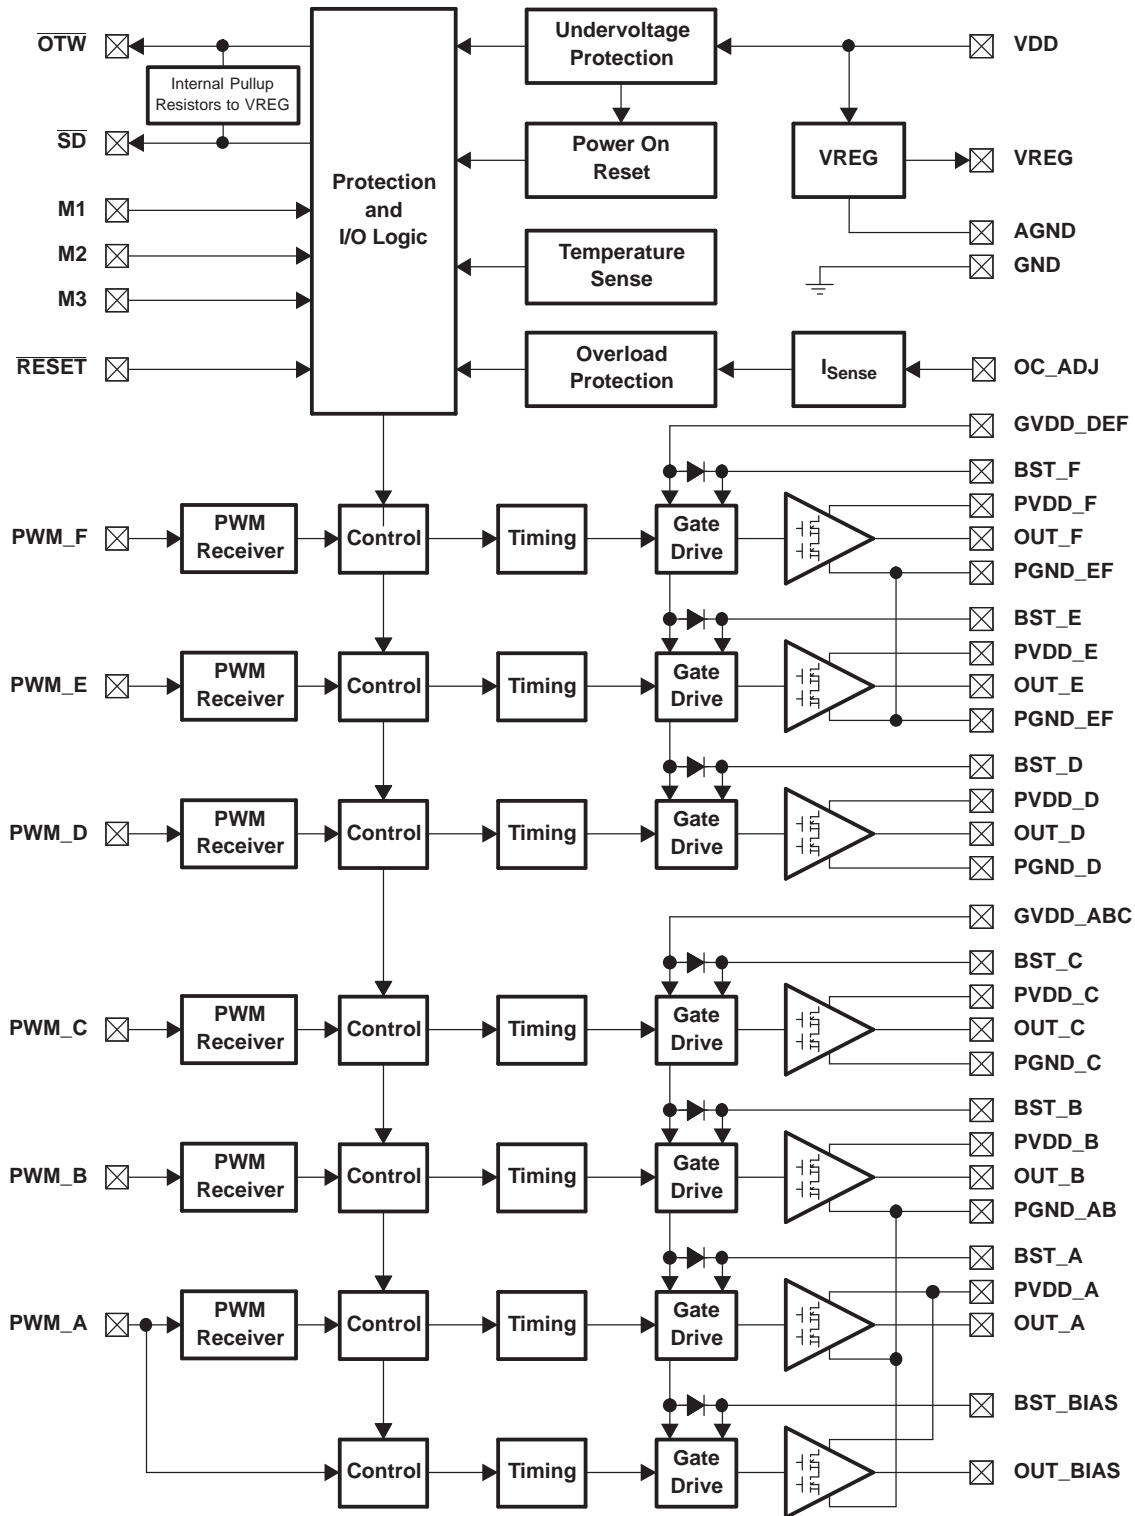 OTW
Internal Pullup
Resistors to VREG
SD
M1
M2
M3
RESET
Protection
and
I/O Logic
Undervoltage
Protection
Power On
Reset
Temperature
Sense
Overload
Protection
VREG
ISense
VDD
VREG
AGND
GND
OC_ADJ
GVDD_DEF
BST_F
PWM_F
PWM
Receiver
Control
Timing
Gate
Drive
PVDD_F
OUT_F
PGND_EF
BST_E
PWM_E
PWM
Receiver
Control
Timing
Gate
Drive
PVDD_E
OUT_E
PGND_EF
BST_D
PWM_D
PWM
Receiver
Control
Timing
Gate
Drive
PVDD_D
OUT_D
PGND_D
GVDD_ABC
BST_C
PWM_C
PWM
Receiver
Control
Timing
Gate
Drive
PVDD_C
OUT_C
PGND_C
BST_B
PWM_B
PWM
Receiver
Control
Timing
Gate
Drive
PVDD_B
OUT_B
PGND_AB
BST_A
PWM_A
PWM
Receiver
Control
Timing
Gate
Drive
PVDD_A
OUT_A
BST_BIAS
Control
Timing
Gate
Drive
OUT_BIAS